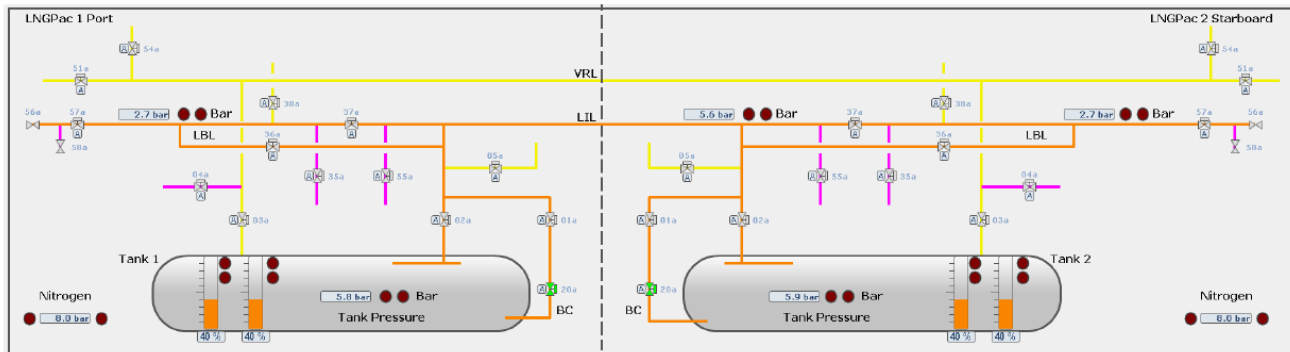 LNGPac 1 Port
LNGPac 2 Starboard
A 54a
A 54a
51a
A
VRL
51a
A
A 38a
A 38a
56a
57a
A
2.7 bar
Bar
37a
A
LIL
5.6 bar
Bar
37a
A
2.7 bar
Bar
57a
A
56a
58a
LBL
36a
A
36a
A
LBL
58a
05a
A
05a
A
04a
A
A 35a
A 55a
A 55a
A 35a
04a
A
A 03a
A 02a
A 01a
A 01a
A 02a
A 03a
Tank 1
Tank 2
Nitrogen
8.0 bar
5.8 bar
Bar
Tank Pressure
A 20a
BC
A 20a
BC
5.9 bar
Bar
Tank Pressure
Nitrogen
8.0 bar
40 %
40 %
40 %
40 %